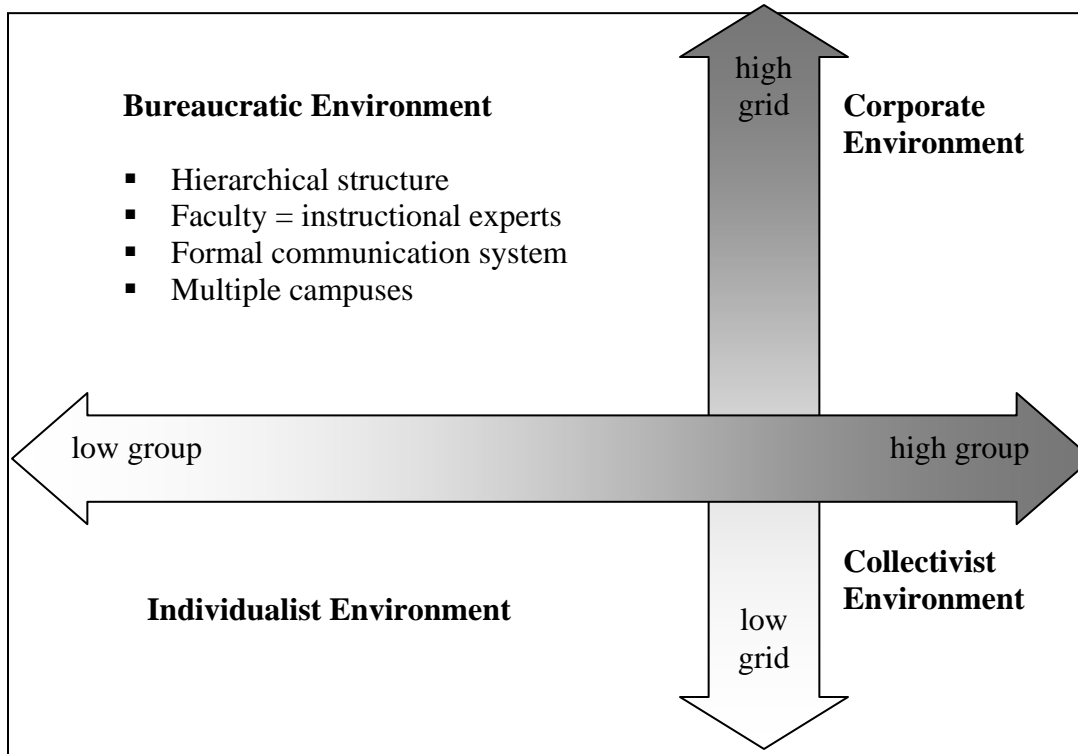 high
grid
Bureaucratic Environment
Corporate
Environment
▪ Hierarchical structure
▪ Faculty = instructional experts
▪ Formal communication system
▪ Multiple campuses
low group
high group
Individualist Environment
Collectivist
Environment
low
grid